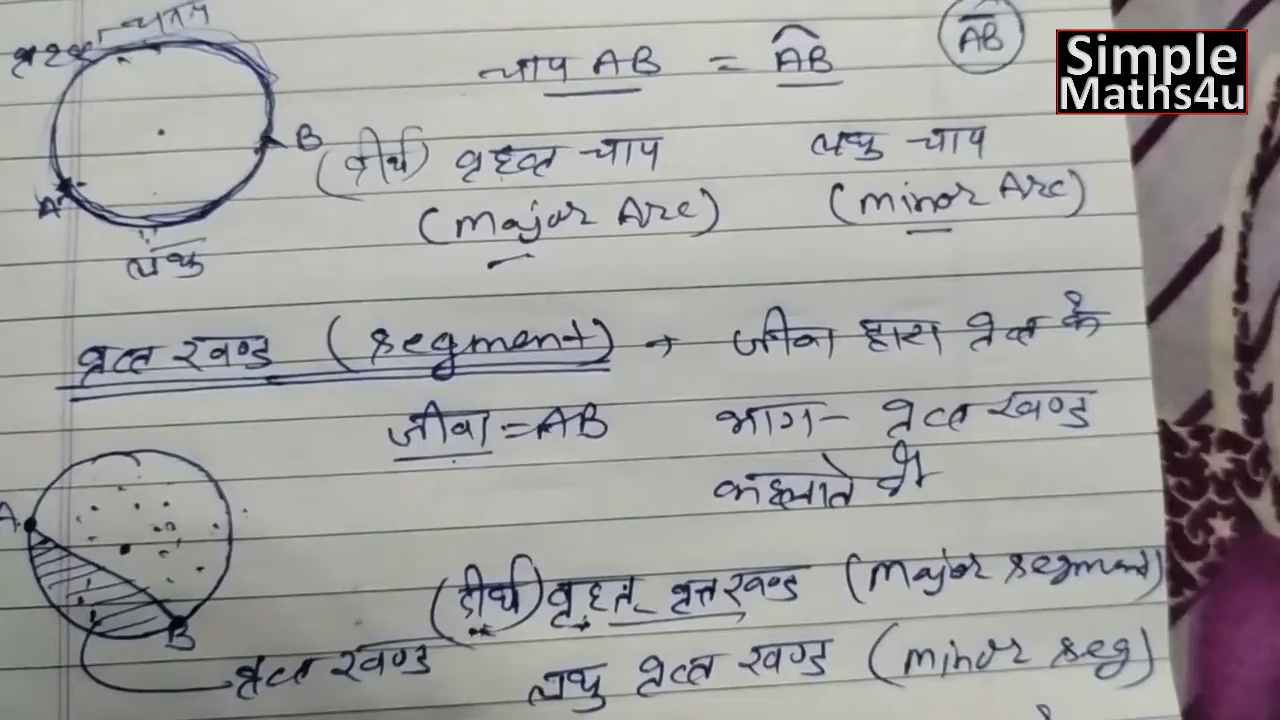 चाप AB = AB
AB
Simple
Maths4u
B
A
लघु
(दीर्घ) वृहत चाप
लघु चाप
(Major Arc)
(minor Arc)
वृत्त खण्ड (segment) → जीवा द्वारा वृत्त के
जीवा = AB
भाग - वृत्त खण्ड
कहलाते है
A
B
वृत्त खण्ड
(दीर्घ) वृहत् वृत्तखण्ड (Major segment)
लघु वृत्त खण्ड (minor seg)